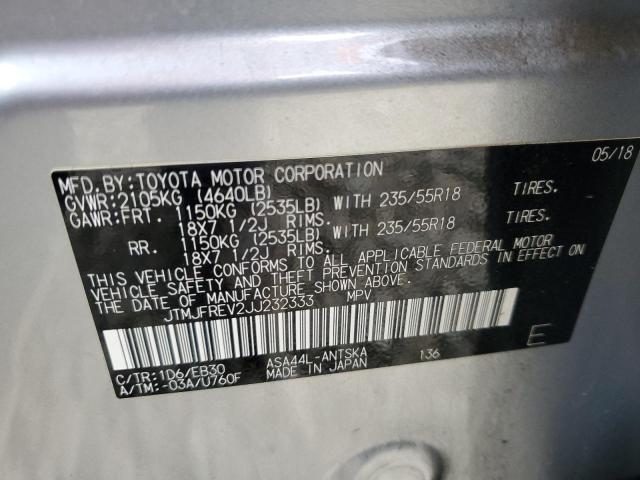 05/18
MFD.BY:TOYOTA MOTOR CORPORATION
GVWR:2105KG (4640LB)
GAWR:FRT. 1150KG (2535LB) WITH 235/55R18 TIRES.
18X7 1/2J RIMS.
RR. 1150KG (2535LB) WITH 235/55R18 TIRES.
18X7 1/2J RIMS.
THIS VEHICLE CONFORMS TO ALL APPLICABLE FEDERAL MOTOR
VEHICLE SAFETY STANDARDS IN EFFECT ON
THE DATE OF MANUFACTURE SHOWN ABOVE.
JTMJFREV2JJ232333 MPV
E
C/TR:1D6/EB30 ASA44L-ANTSKA 136
A/TM:-03A/U760F MADE IN JAPAN